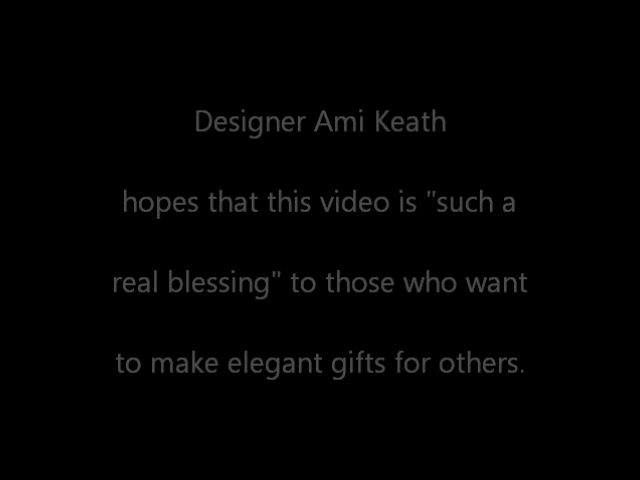 Designer Ami Keath
hopes that this video is "such a
real blessing" to those who want
to make elegant gifts for others.